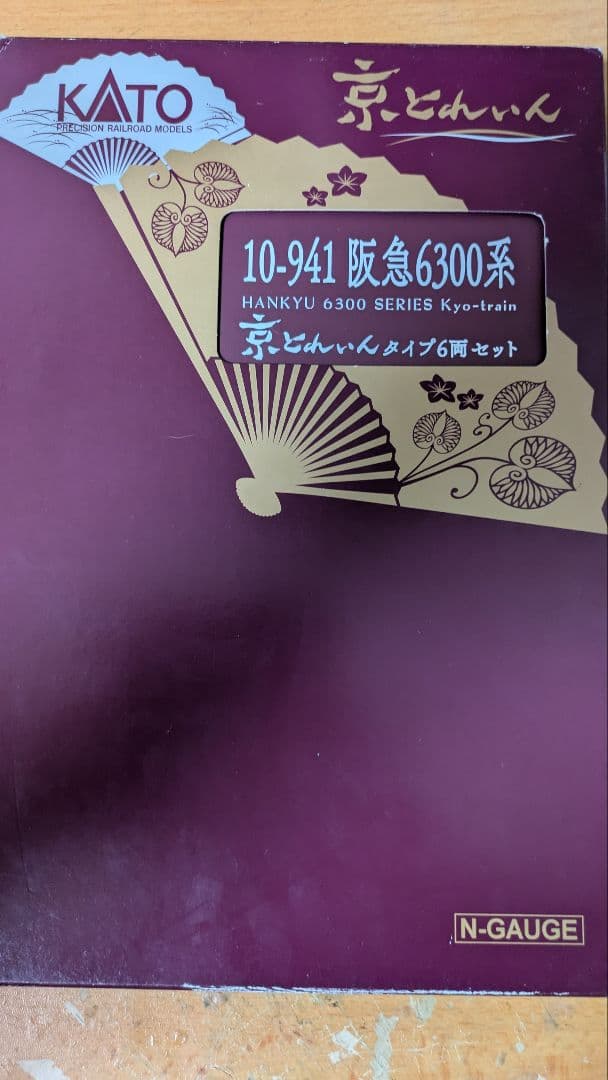 KATO
PRECISION RAILROAD MODELS
京とれいん
10-941 阪急6300系
HANKYU 6300 SERIES Kyo-train
京とれいんタイプ6両セット
N-GAUGE